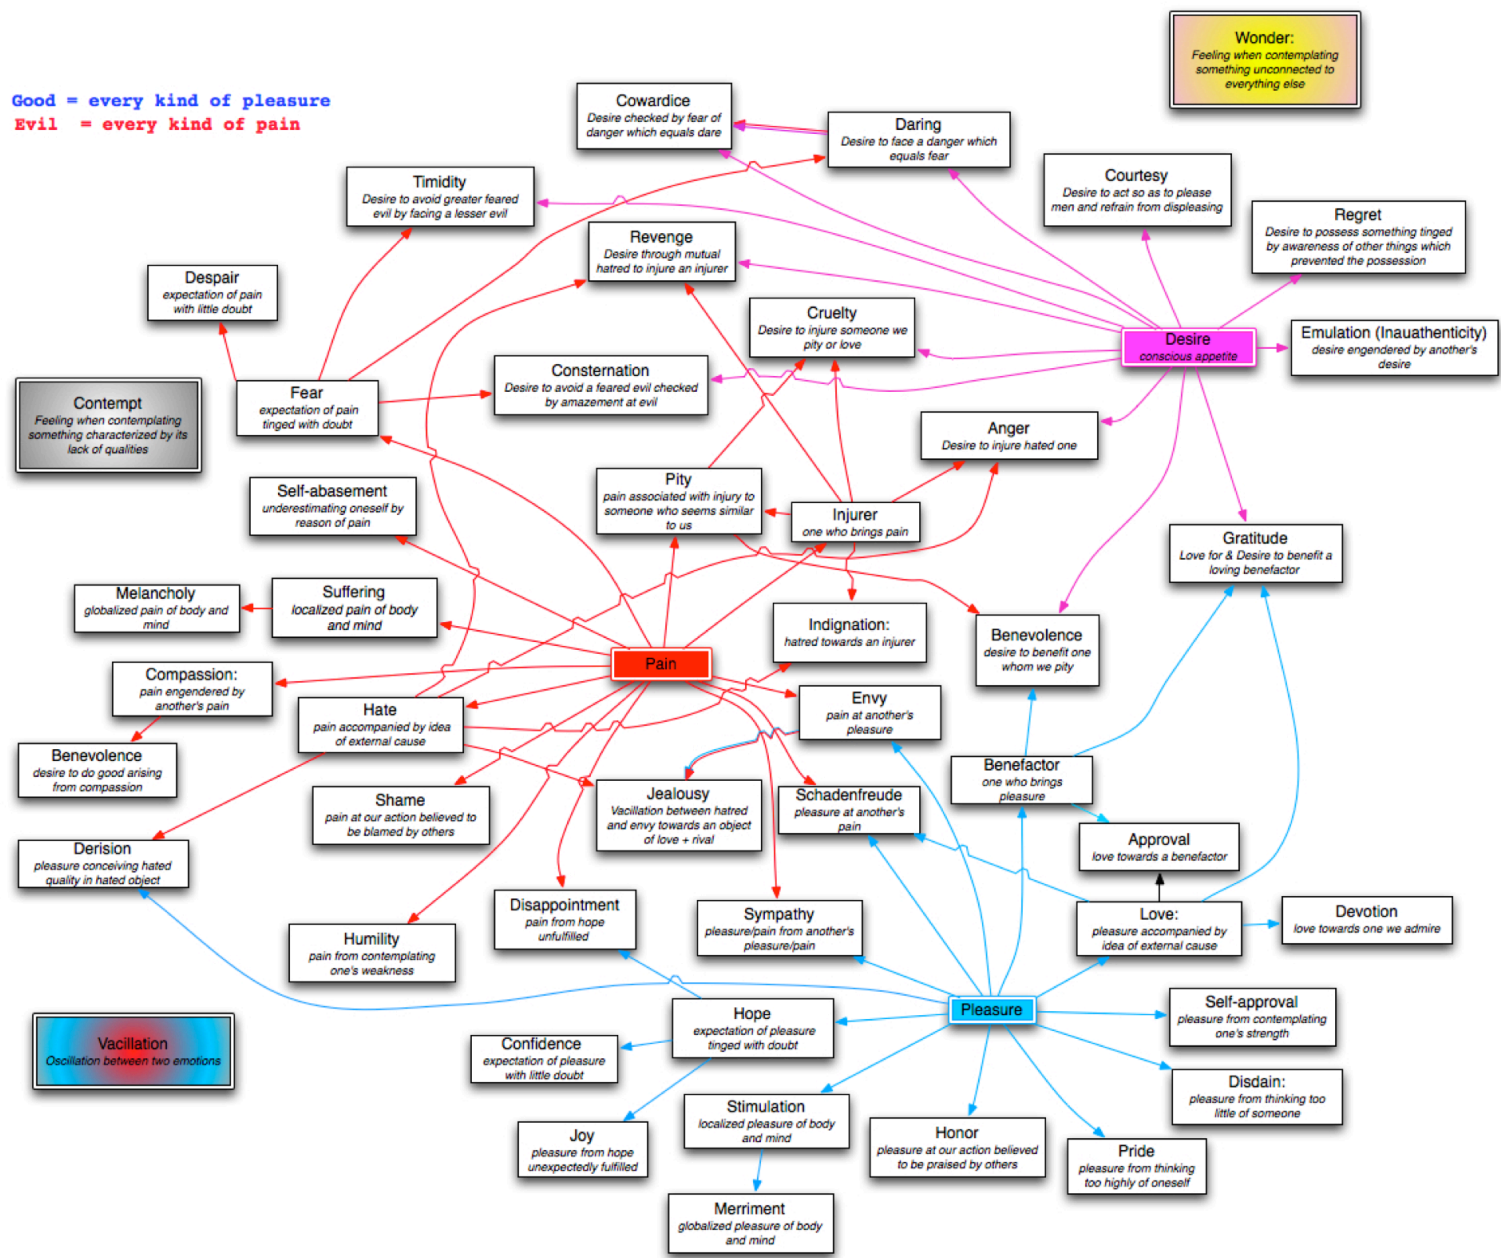 Wonder:
Feeling when contemplating
something unconnected to
everything else
Good = every kind of pleasure
Evil = every kind of pain
Cowardice
Desire checked by fear of
danger which equals dare
Daring
Desire to face a danger which
equals fear
Timidity
Desire to avoid greater feared
evil by facing a lesser evil
Courtesy
Desire to act so as to please
men and refrain from displeasing
Regret
Desire to possess something tinged
by awareness of other things which
prevented the possession
Revenge
Desire through mutual
hatred to injure an injurer
Despair
expectation of pain
with little doubt
Cruelty
Desire to injure someone we
pity or love
Desire
conscious appetite
Emulation (Inauathenticity)
desire engendered by another's
desire
Consternation
Desire to avoid a feared evil checked
by amazement at evil
Fear
expectation of pain
tinged with doubt
Contempt
Feeling when contemplating
something characterized by its
lack of qualities
Anger
Desire to injure hated one
Self-abasement
underestimating oneself by
reason of pain
Pity
pain associated with injury to
someone who seems similar
to us
Injurer
one who brings pain
Gratitude
Love for & Desire to benefit a
loving benefactor
Melancholy
globalized pain of body and
mind
Suffering
localized pain of body
and mind
Indignation:
hatred towards an injurer
Benevolence
desire to benefit one
whom we pity
Pain
Compassion:
pain engendered by
another's pain
Hate
pain accompanied by idea
of external cause
Envy
pain at another's
pleasure
Benevolence
desire to do good arising
from compassion
Benefactor
one who brings
pleasure
Shame
pain at our action believed to
be blamed by others
Jealousy
Vacillation between hatred
and envy towards an object
of love + rival
Schadenfreude
pleasure at another's
pain
Approval
love towards a benefactor
Derision
pleasure conceiving hated
quality in hated object
Disappointment
pain from hope
unfulfilled
Sympathy
pleasure/pain from another's
pleasure/pain
Love:
pleasure accompanied by
idea of external cause
Devotion
love towards one we admire
Humility
pain from contemplating
one's weakness
Pleasure
Self-approval
pleasure from contemplating
one's strength
Hope
expectation of pleasure
tinged with doubt
Vacillation
Oscillation between two emotions
Confidence
expectation of pleasure
with little doubt
Disdain:
pleasure from thinking too
little of someone
Stimulation
localized pleasure of body
and mind
Joy
pleasure from hope
unexpectedly fulfilled
Honor
pleasure at our action believed
to be praised by others
Pride
pleasure from thinking
too highly of oneself
Merriment
globalized pleasure of body
and mind